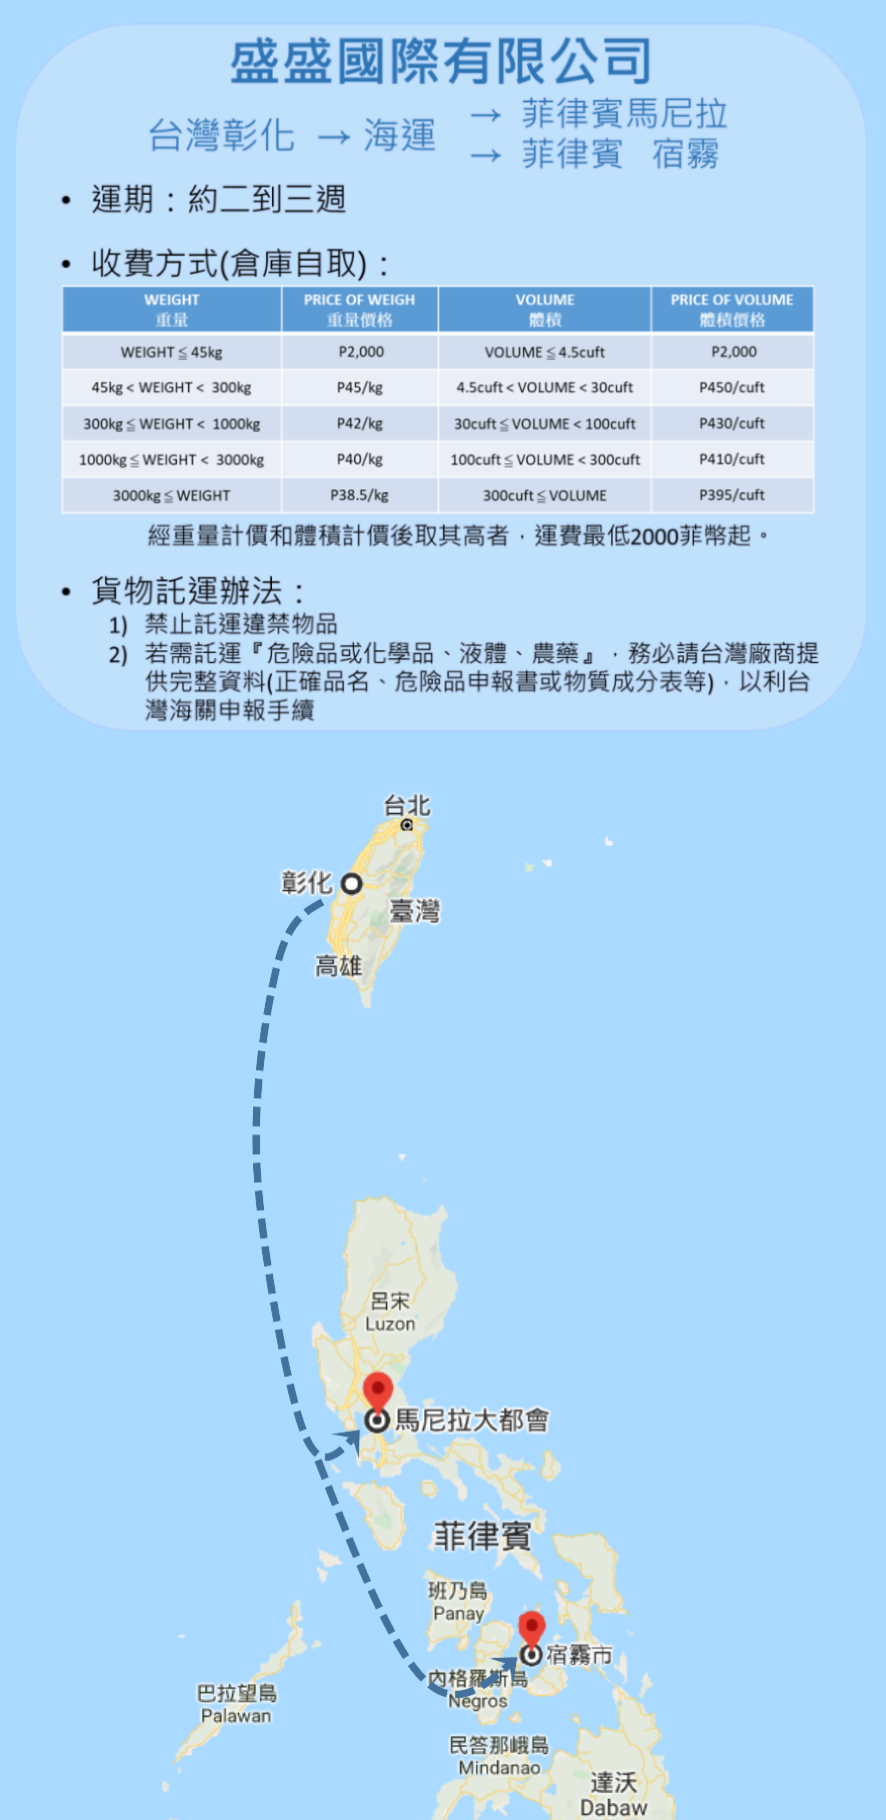 盛盛國際有限公司
台灣彰化 → 海運 → 菲律賓馬尼拉
→ 菲律賓 宿霧
• 運期：約二到三週
• 收費方式(倉庫自取)：
WEIGHT 重量 PRICE OF WEIGH 重量價格 VOLUME 體積 PRICE OF VOLUME 體積價格
WEIGHT ≦ 45kg P2,000 VOLUME ≦ 4.5cuft P2,000
45kg < WEIGHT < 300kg P45/kg 4.5cuft < VOLUME < 30cuft P450/cuft
300kg ≦ WEIGHT < 1000kg P42/kg 30cuft ≦ VOLUME < 100cuft P430/cuft
1000kg ≦ WEIGHT < 3000kg P40/kg 100cuft ≦ VOLUME < 300cuft P410/cuft
3000kg ≦ WEIGHT P38.5/kg 300cuft ≦ VOLUME P395/cuft
經重量計價和體積計價後取其高者，運費最低2000菲幣起。
• 貨物託運辦法：
1) 禁止託運違禁物品
2) 若需託運『危險品或化學品、液體、農藥』，務必請台灣廠商提
供完整資料(正確品名、危險品申報書或物質成分表等)，以利台
灣海關申報手續
台北
彰化
臺灣
高雄
呂宋
Luzon
馬尼拉大都會
菲律賓
班乃島
Panay
宿霧市
內格羅斯島
Negros
巴拉望島
Palawan
民答那峨島
Mindanao
達沃
Dabaw